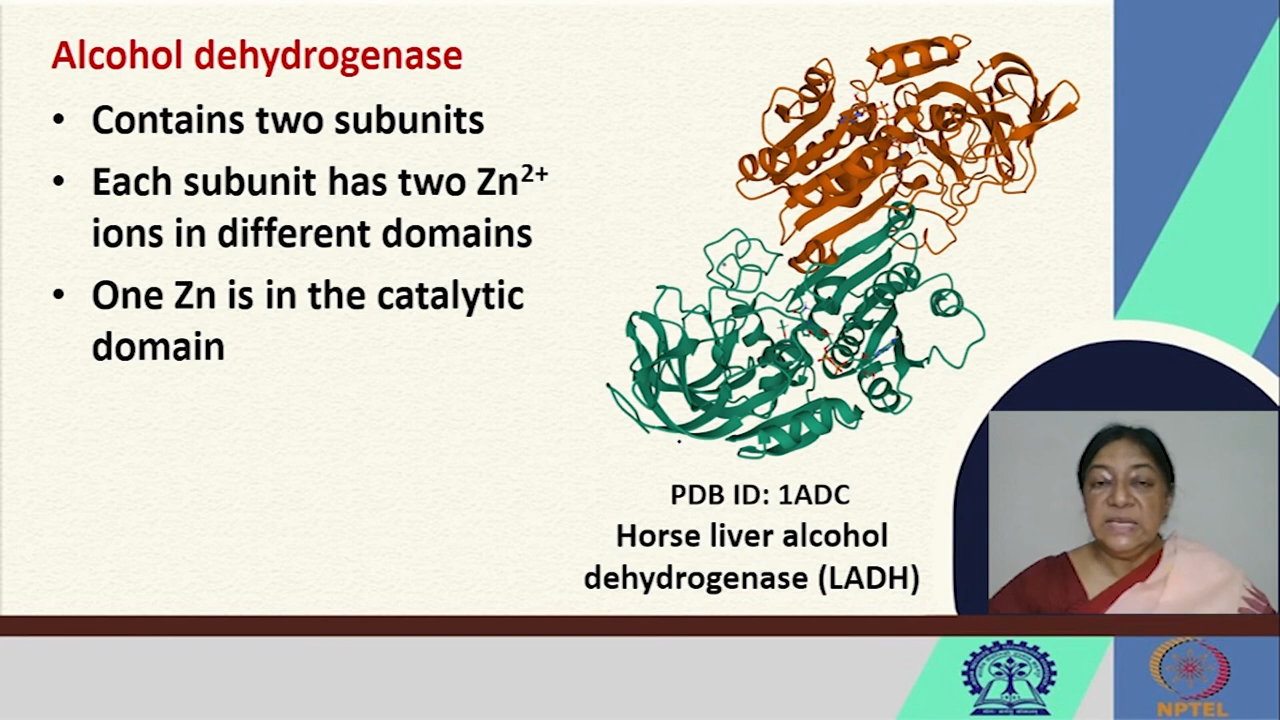 Alcohol dehydrogenase
• Contains two subunits
• Each subunit has two Zn²⁺
ions in different domains
• One Zn is in the catalytic
domain
PDB ID: 1ADC
Horse liver alcohol
dehydrogenase (LADH)
NPTEL